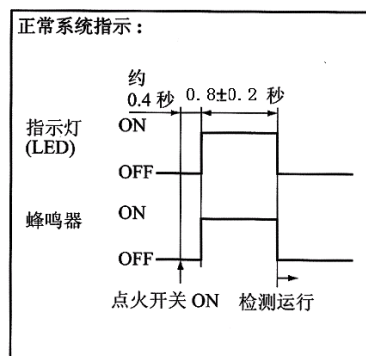 正常系统指示：
约
0.4 秒
0.8±0.2 秒
指示灯
(LED)
ON
OFF
蜂鸣器
ON
OFF
点火开关 ON
检测运行